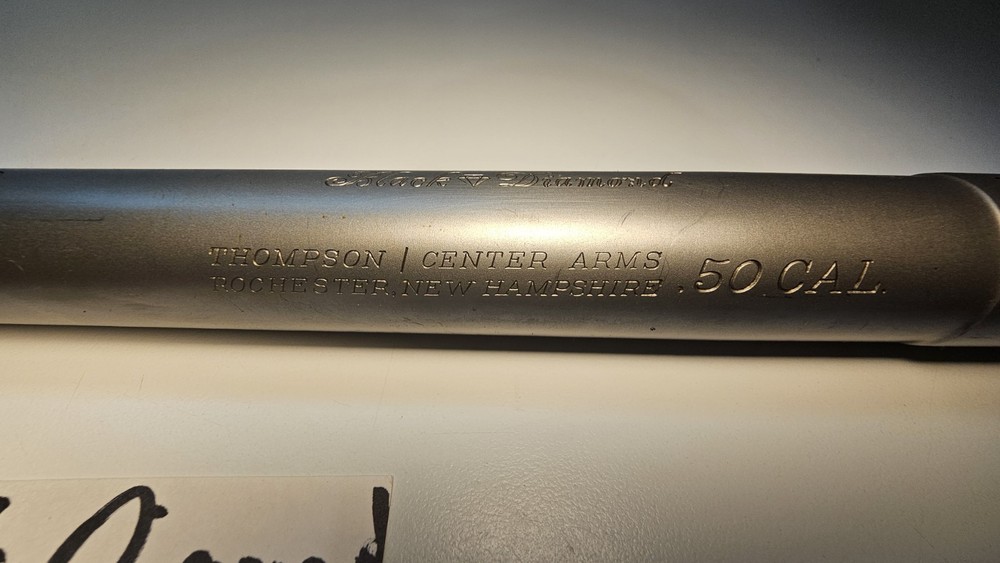 Black Diamond
THOMPSON | CENTER ARMS
ROCHESTER, NEW HAMPSHIRE
.50 CAL.